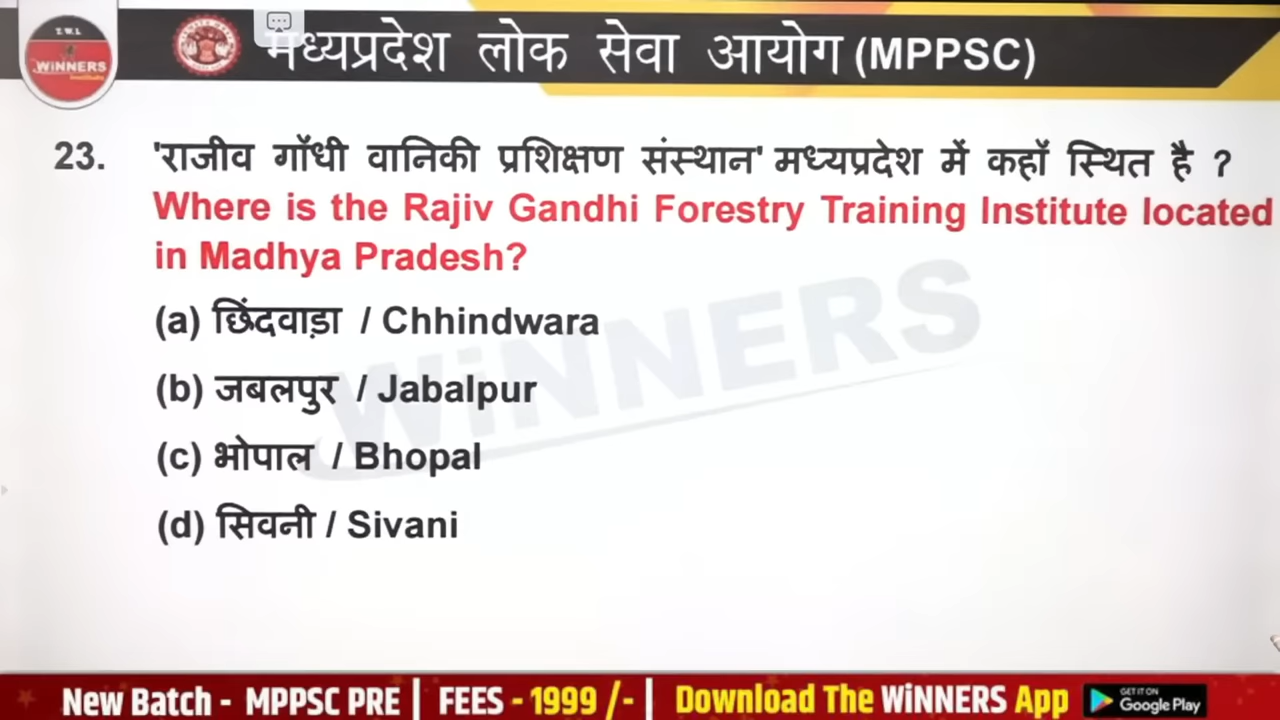 T.W.I.
WiNNERS
institute
मध्यप्रदेश लोक सेवा आयोग (MPPSC)
23. 'राजीव गाँधी वानिकी प्रशिक्षण संस्थान' मध्यप्रदेश में कहाँ स्थित है ?
Where is the Rajiv Gandhi Forestry Training Institute located
in Madhya Pradesh?
WiNNERS
(a) छिंदवाड़ा / Chhindwara
(b) जबलपुर / Jabalpur
(c) भोपाल / Bhopal
(d) सिवनी / Sivani
New Batch - MPPSC PRE | FEES - 1999 /- | Download The WiNNERS App GET IT ON Google Play